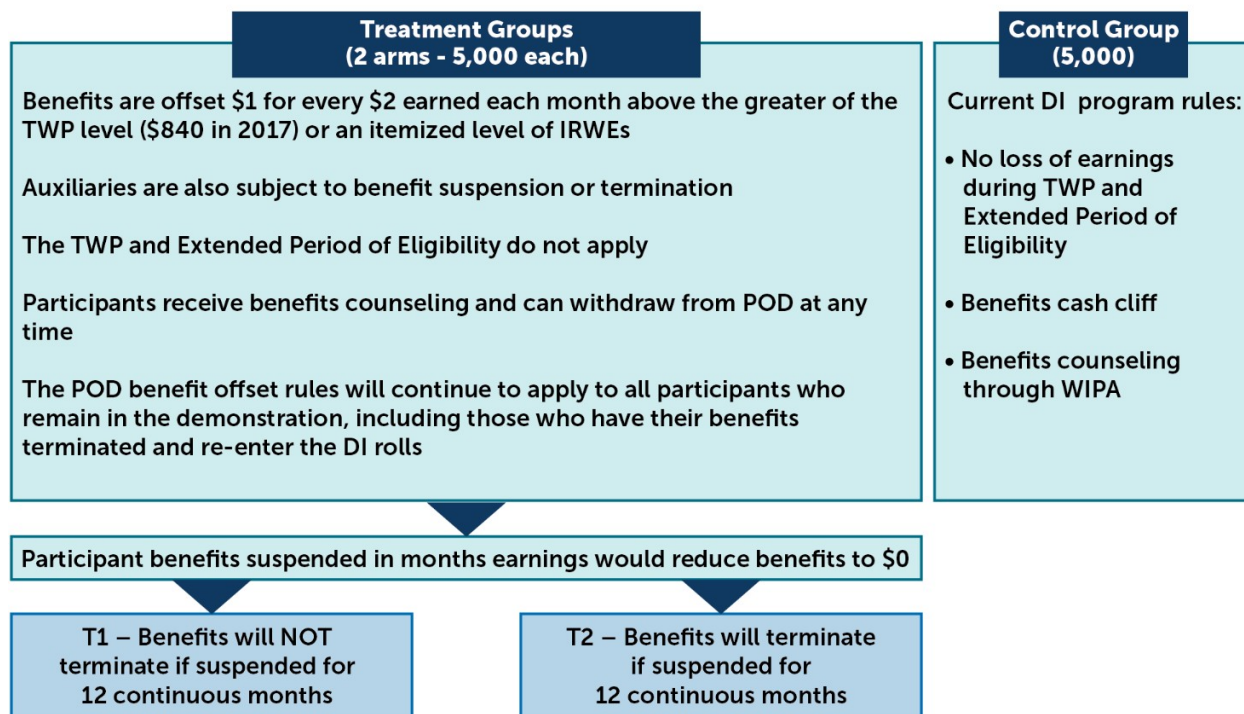 Treatment Groups
(2 arms - 5,000 each)
Benefits are offset $1 for every $2 earned each month above the greater of the
TWP level ($840 in 2017) or an itemized level of IRWEs
Auxiliaries are also subject to benefit suspension or termination
The TWP and Extended Period of Eligibility do not apply
Participants receive benefits counseling and can withdraw from POD at any
time
The POD benefit offset rules will continue to apply to all participants who
remain in the demonstration, including those who have their benefits
terminated and re-enter the DI rolls
Control Group
(5,000)
Current DI program rules:
• No loss of earnings
during TWP and
Extended Period of
Eligibility
• Benefits cash cliff
• Benefits counseling
through WIPA
Participant benefits suspended in months earnings would reduce benefits to $0
T1 – Benefits will NOT
terminate if suspended for
12 continuous months
T2 – Benefits will terminate
if suspended for
12 continuous months